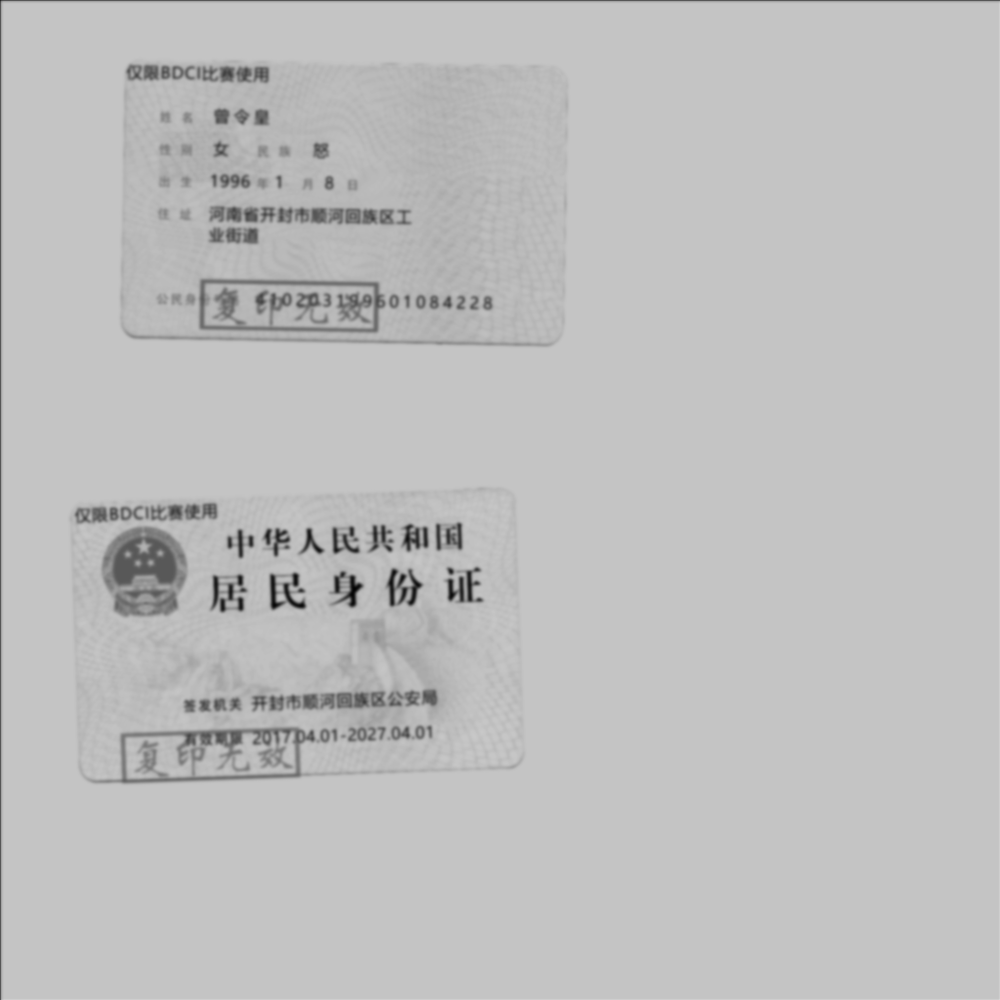 仅限BDCI比赛使用
姓名 曾令皇
性别 女 民族 怒
出生 1996 年 1 月 8 日
住址 河南省开封市顺河回族区工
业街道
公民身份号码 410203199601084228
复印无效
仅限BDCI比赛使用
中华人民共和国
居民身份证
签发机关 开封市顺河回族区公安局
有效期限 2017.04.01-2027.04.01
复印无效